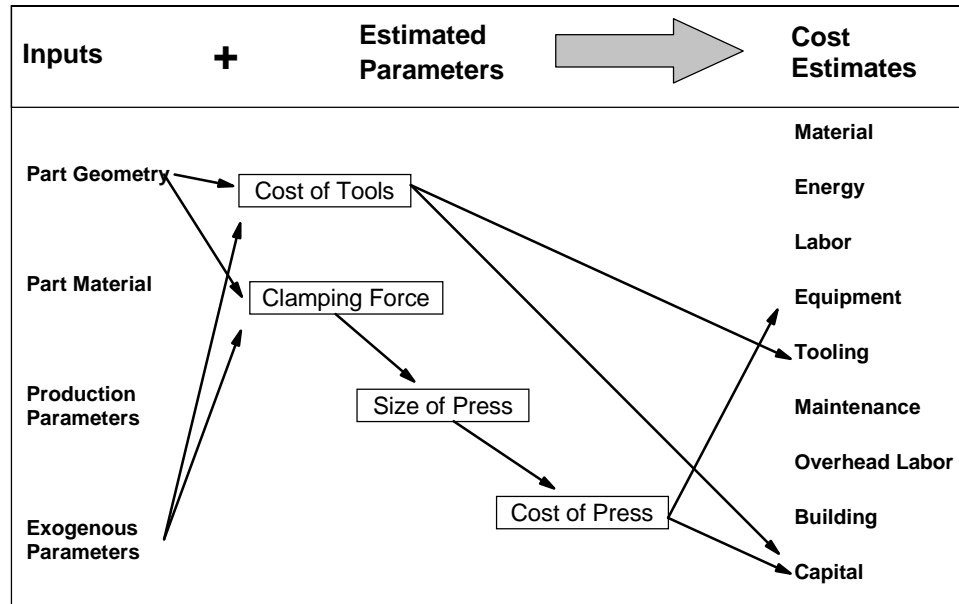 Inputs
+
Estimated
Parameters
Cost
Estimates
Part Geometry
Part Material
Production
Parameters
Exogenous
Parameters
Cost of Tools
Clamping Force
Size of Press
Cost of Press
Material
Energy
Labor
Equipment
Tooling
Maintenance
Overhead Labor
Building
Capital